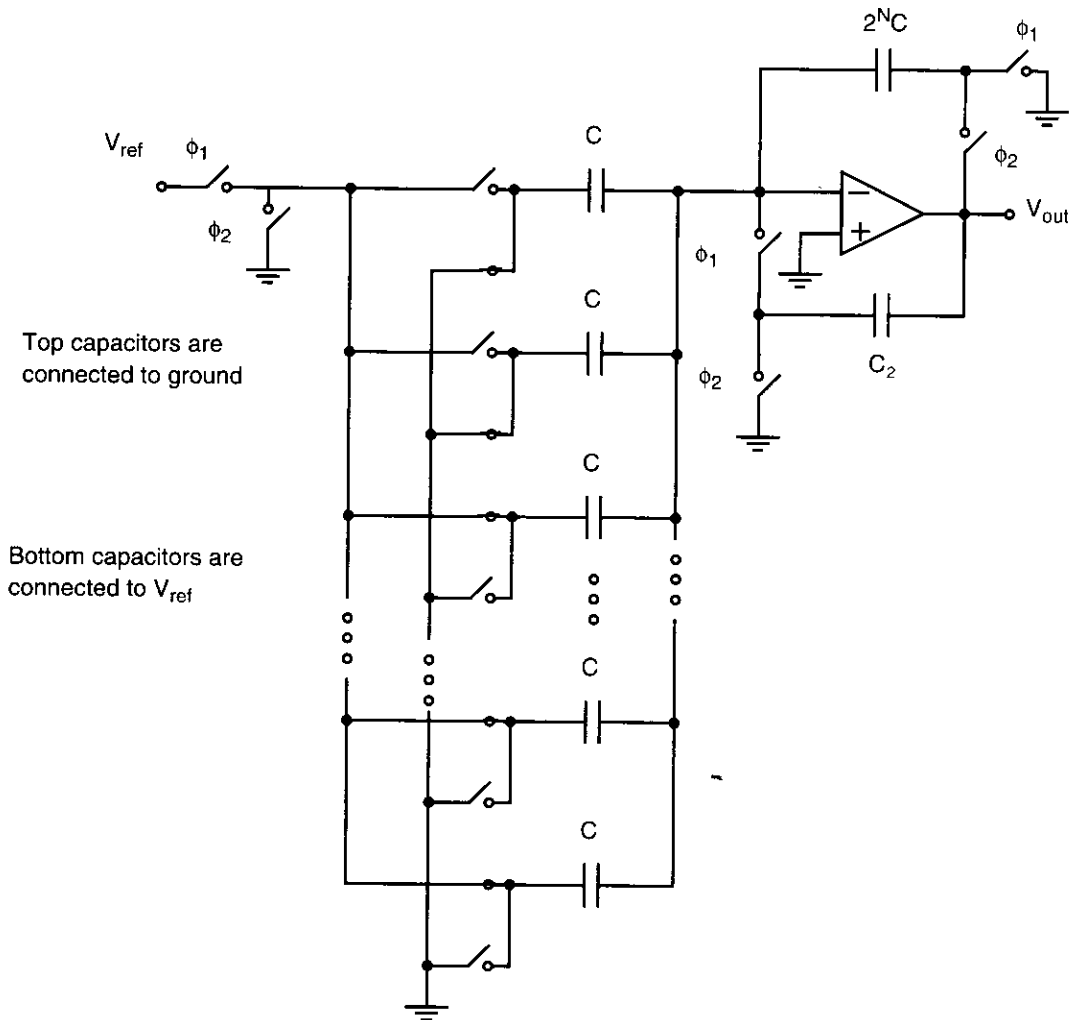 2ᴺC
ϕ₁
V_ref
ϕ₁
C
ϕ₂
ϕ₂
−
V_out
+
ϕ₁
C
Top capacitors are
connected to ground
C₂
ϕ₂
C
Bottom capacitors are
connected to V_ref
C
C